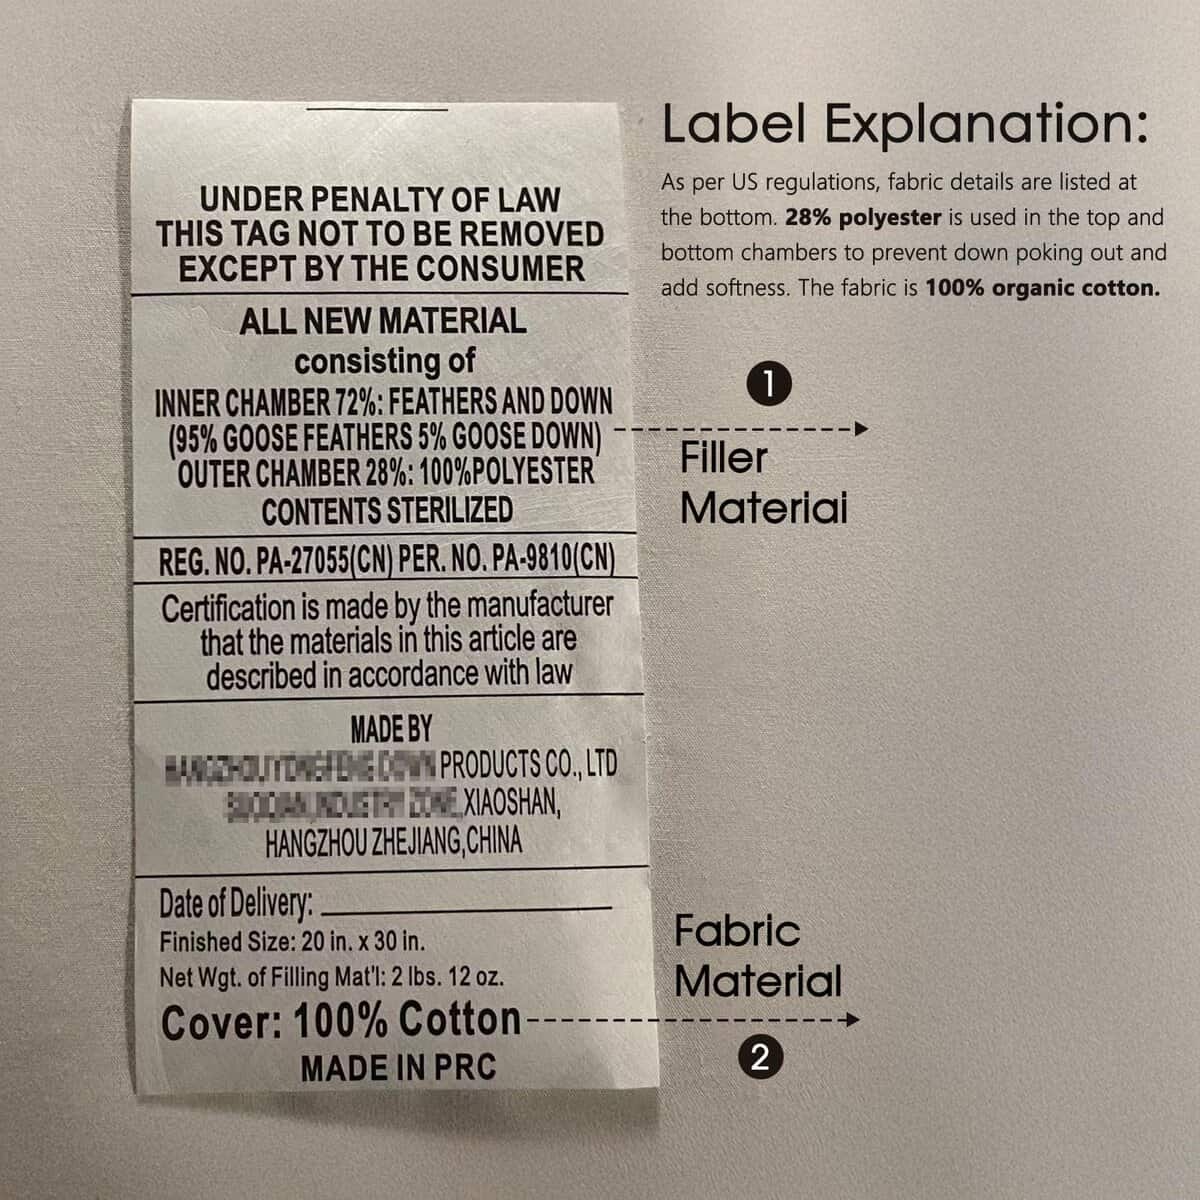 UNDER PENALTY OF LAW
THIS TAG NOT TO BE REMOVED
EXCEPT BY THE CONSUMER
ALL NEW MATERIAL
consisting of
INNER CHAMBER 72%: FEATHERS AND DOWN
(95% GOOSE FEATHERS 5% GOOSE DOWN)
OUTER CHAMBER 28%: 100%POLYESTER
CONTENTS STERILIZED
REG. NO. PA-27055(CN) PER. NO. PA-9810(CN)
Certification is made by the manufacturer
that the materials in this article are
described in accordance with law
MADE BY
PRODUCTS CO., LTD
XIAOSHAN,
HANGZHOU ZHEJIANG,CHINA
Date of Delivery:
Finished Size: 20 in. x 30 in.
Net Wgt. of Filling Mat'l: 2 lbs. 12 oz.
Cover: 100% Cotton
MADE IN PRC
Label Explanation:
As per US regulations, fabric details are listed at
the bottom. 28% polyester is used in the top and
bottom chambers to prevent down poking out and
add softness. The fabric is 100% organic cotton.
1
Filler
Materiai
Fabric
Material
2